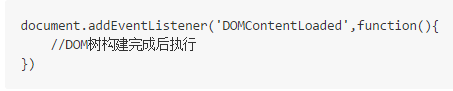 document.addEventListener('DOMContentLoaded',function(){
    //DOM树构建完成后执行
})